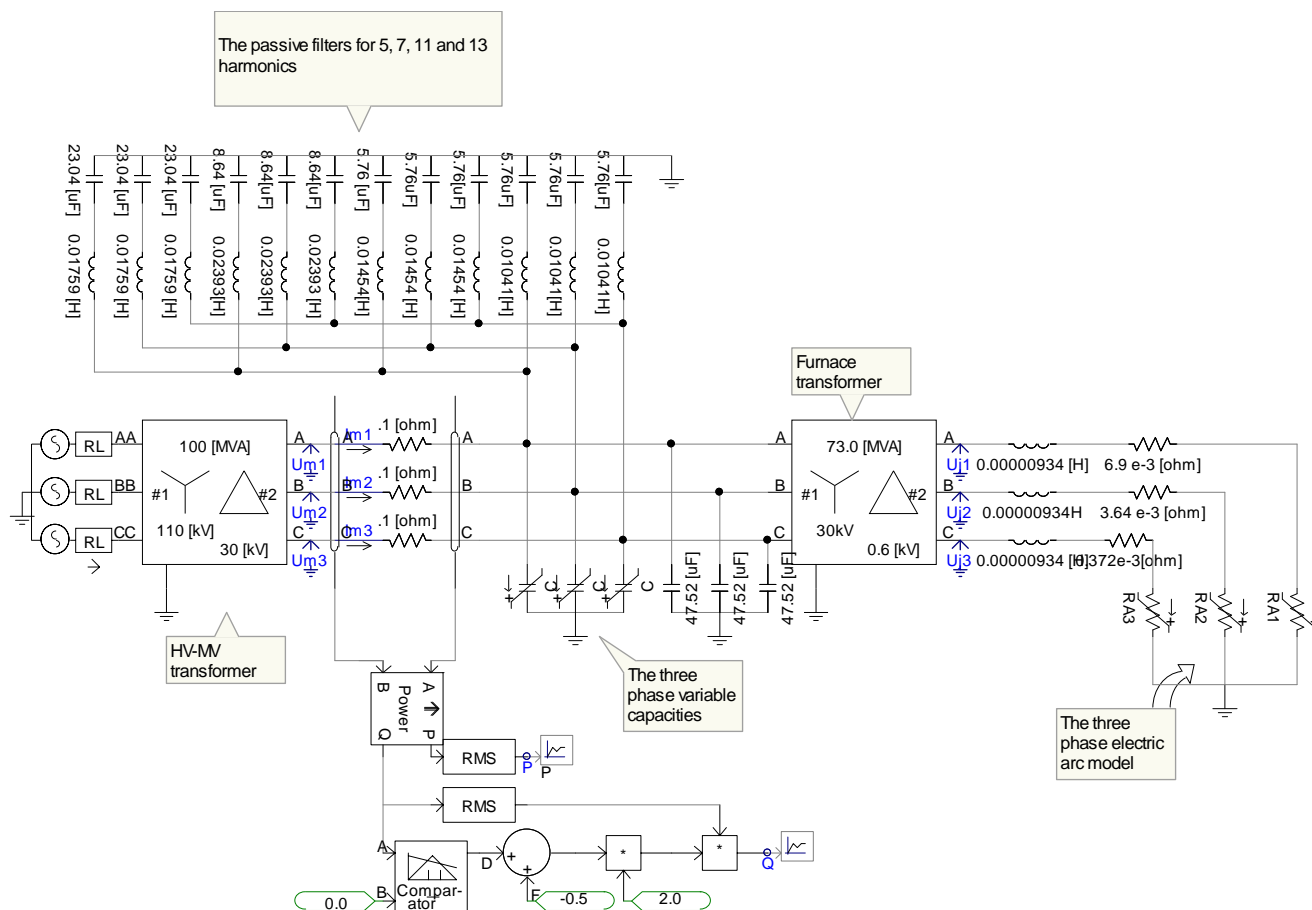 The passive filters for 5, 7, 11 and 13
harmonics
23.04 [uF]
23.04 [uF]
23.04 [uF]
8.64 [uF]
8.64[uF]
8.64[uF]
5.76 [uF]
5.76[uF]
5.76[uF]
5.76uF]
5.76uF]
5.76[uF]
0.01759 [H]
0.01759 [H]
0.01759 [H]
0.02393[H]
0.02393 [H]
0.02393 [H]
0.01454[H]
0.01454 [H]
0.01454 [H]
0.01041[H]
0.01041[H]
0.01041H]
Furnace
transformer
RL
AA
100 [MVA]
A
Um1
A
Im1
.1 [ohm]
A
A
73.0 [MVA]
A
Uj1
0.00000934 [H]
6.9 e-3 [ohm]
RL
BB
#1
#2
B
Um2
B
Im2
.1 [ohm]
B
B
#1
#2
B
Uj2
0.00000934H
3.64 e-3 [ohm]
RL
CC
110 [kV]
30 [kV]
C
Um3
C
Im3
.1 [ohm]
C
C
30kV
0.6 [kV]
C
Uj3
0.00000934 [H]
372e-3[ohm]
C
C
C
47.52 [uF]
47.52 [uF]
47.52 [uF]
RA3
RA2
RA1
HV-MV
transformer
The three
phase variable
capacities
The three
phase electric
arc model
B
A
Power
Q
P
RMS
P
P
RMS
A
B
Compar-
ator
D
+
+
F
*
*
Q
0.0
-0.5
2.0